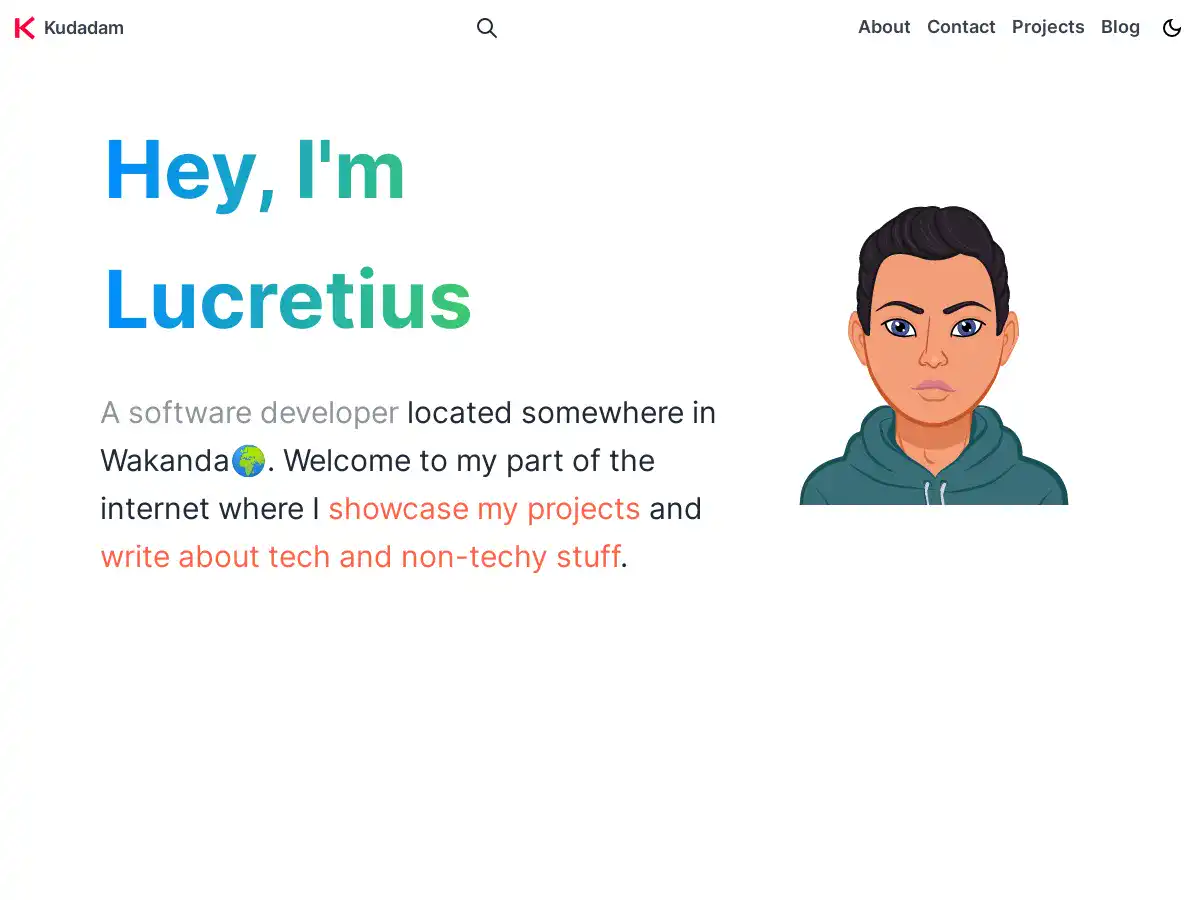 Kudadam
About Contact Projects Blog
Hey, I'm
Lucretius
A software developer located somewhere in
Wakanda🌍. Welcome to my part of the
internet where I showcase my projects and
write about tech and non-techy stuff.